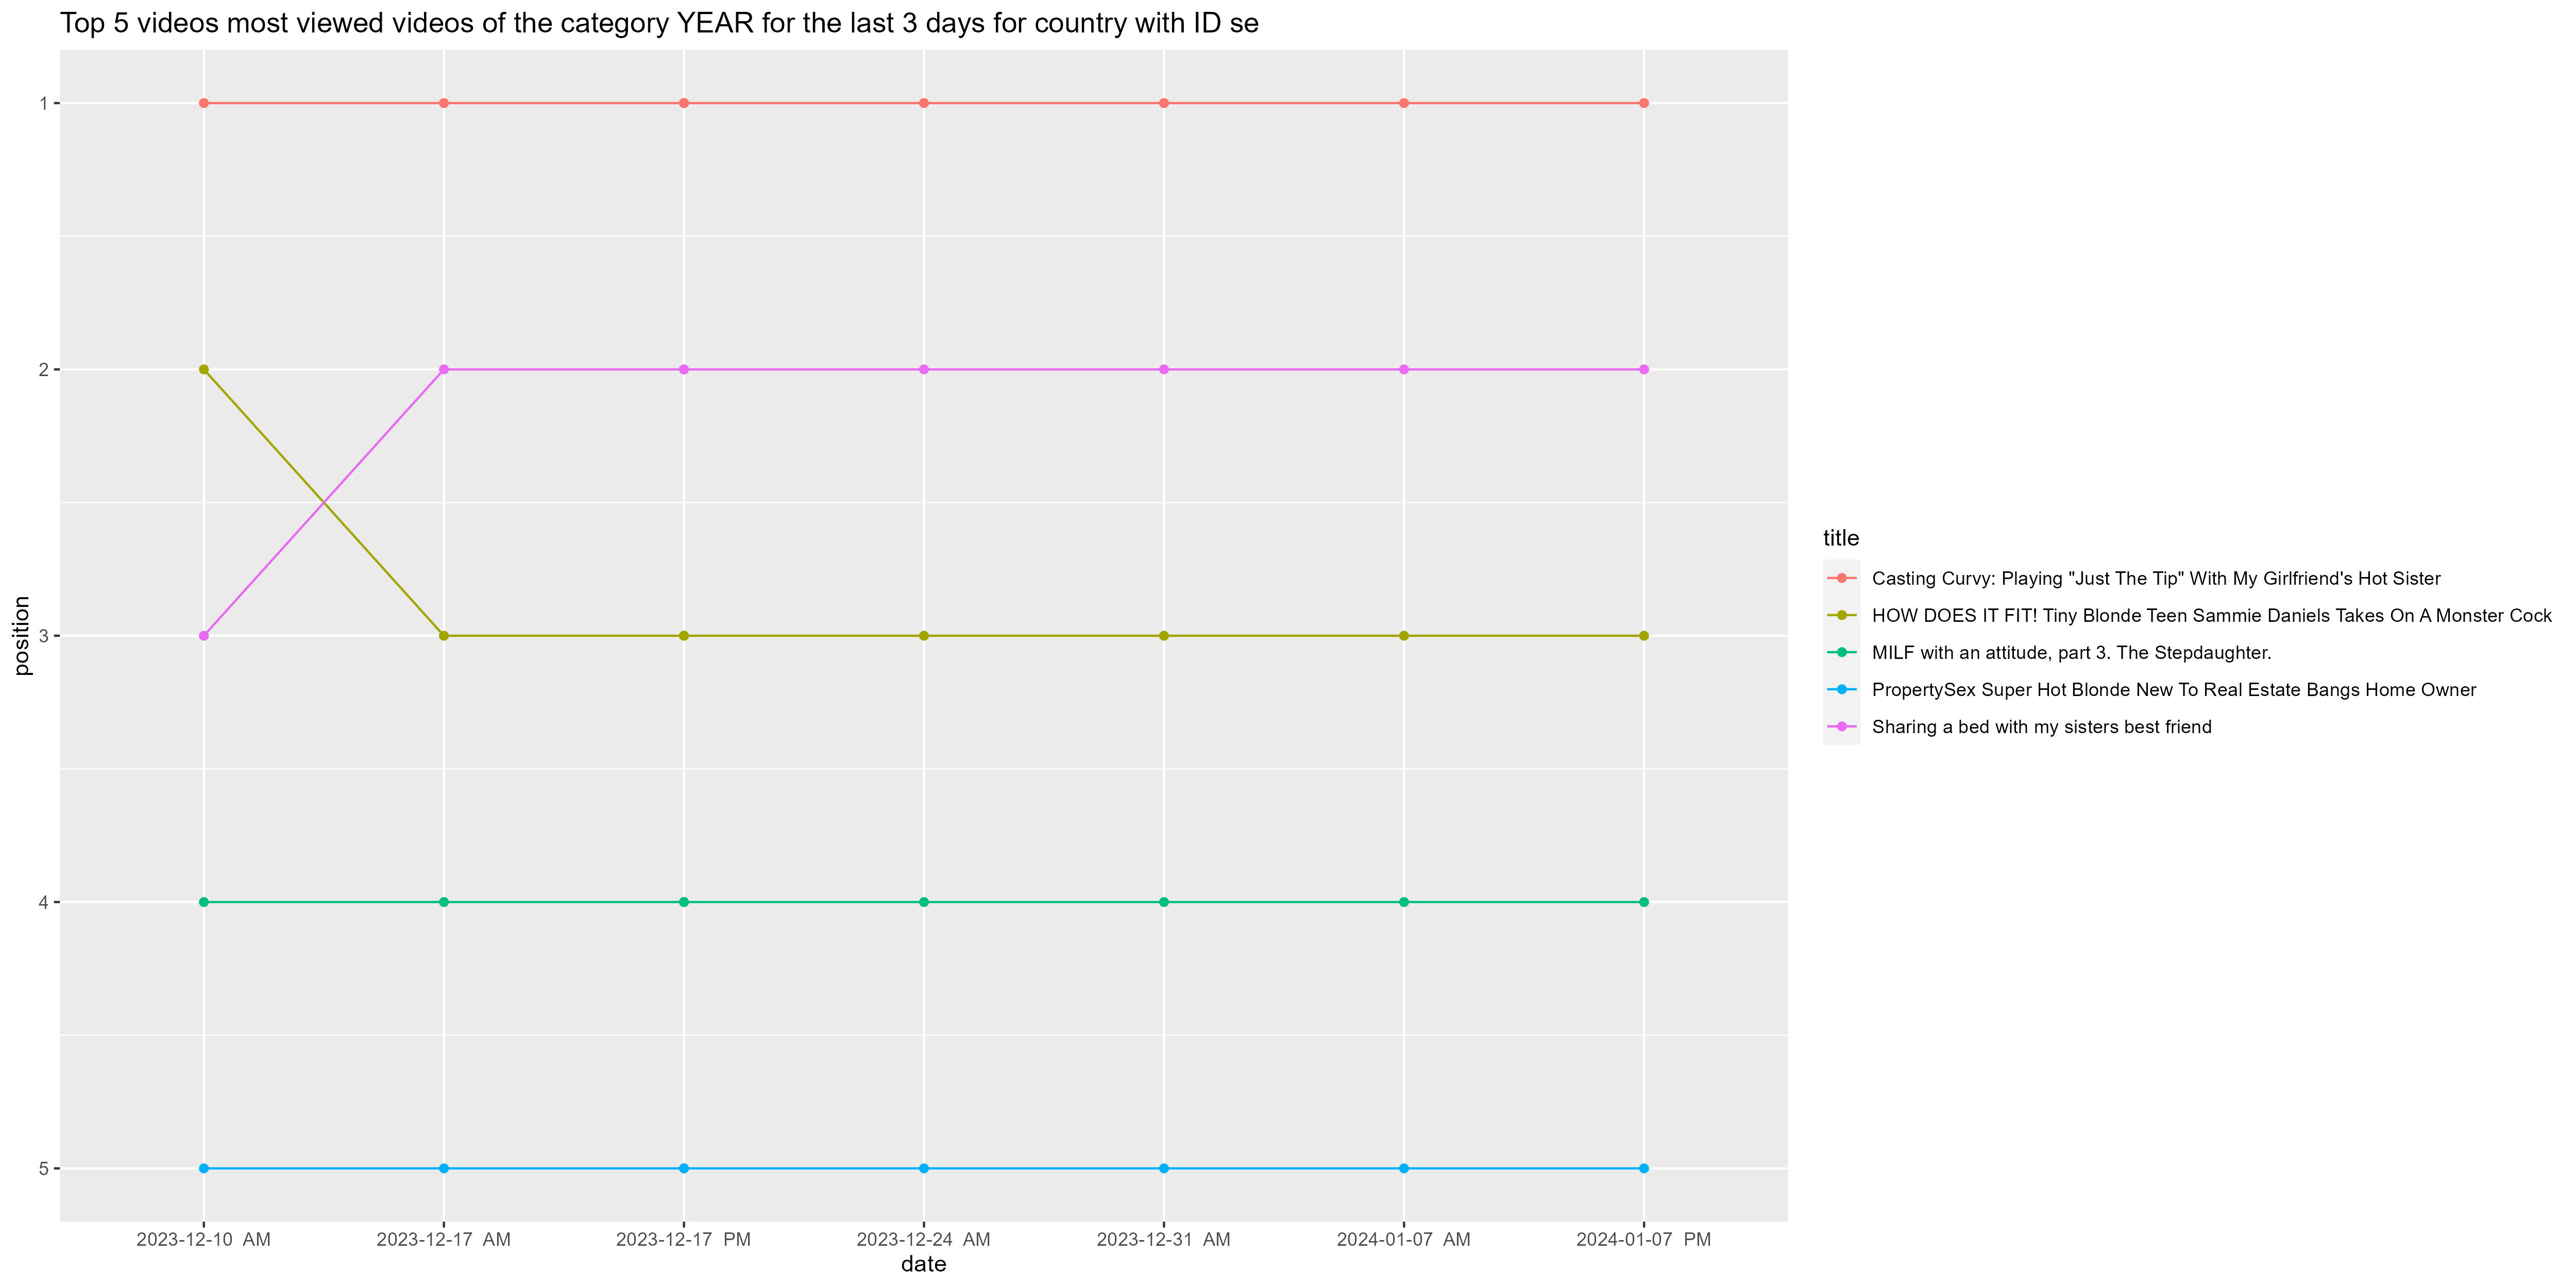 Top 5 videos most viewed videos of the category YEAR for the last 3 days for country with ID se
position
1
2
3
4
5
2023-12-10  AM
2023-12-17  AM
2023-12-17  PM
2023-12-24  AM
2023-12-31  AM
2024-01-07  AM
2024-01-07  PM
date
title
Casting Curvy: Playing "Just The Tip" With My Girlfriend's Hot Sister
HOW DOES IT FIT! Tiny Blonde Teen Sammie Daniels Takes On A Monster Cock
MILF with an attitude, part 3. The Stepdaughter.
PropertySex Super Hot Blonde New To Real Estate Bangs Home Owner
Sharing a bed with my sisters best friend